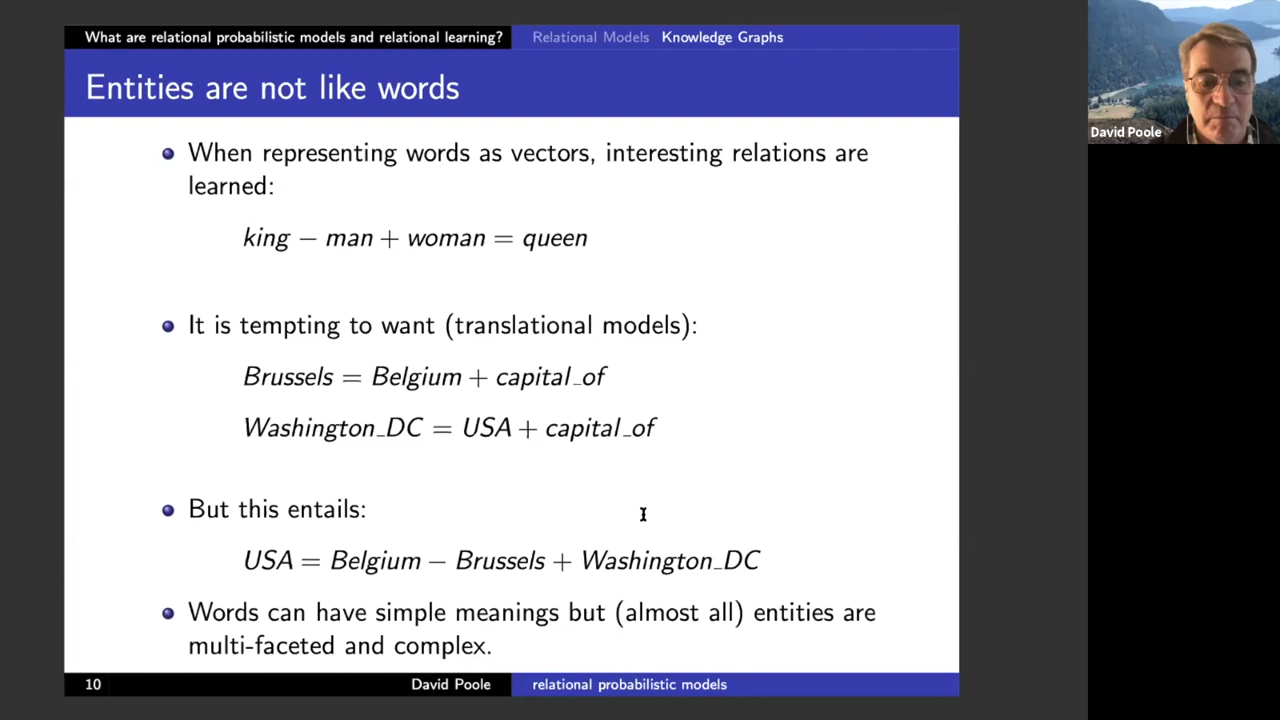 What are relational probabilistic models and relational learning? Relational Models Knowledge Graphs
Entities are not like words
When representing words as vectors, interesting relations are
learned:
king − man + woman = queen
It is tempting to want (translational models):
Brussels = Belgium + capital_of
Washington_DC = USA + capital_of
But this entails:
USA = Belgium − Brussels + Washington_DC
Words can have simple meanings but (almost all) entities are
multi-faceted and complex.
10 David Poole relational probabilistic models
David Poole